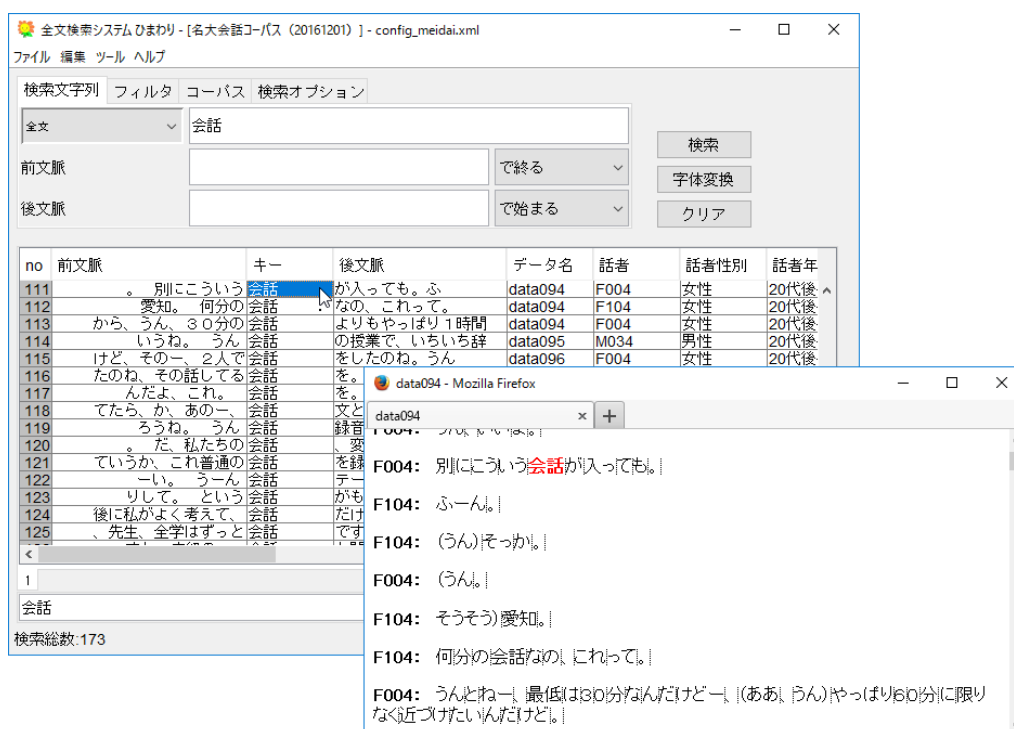 全文検索システム ひまわり - [名大会話コーパス（20161201）] - config_meidai.xml
ファイル 編集 ツール ヘルプ
検索文字列 フィルタ コーパス 検索オプション
全文 会話
検索
前文脈 で終る
字体変換
後文脈 で始まる
クリア
no 前文脈 キー 後文脈 データ名 話者 話者性別 話者年
111 。 別にこういう 会話 が入っても。ふ data094 F004 女性 20代後
112 愛知。 何分の 会話 なの、これって。 data094 F104 女性 20代後
113 から、うん、３０分の 会話 よりもやっぱり１時間 data094 F004 女性 20代後
114 いうね。 うん 会話 の授業で、いちいち辞 data095 M034 男性 20代後
115 けど、そのー、２人で 会話 をしたのね。うん data096 F004 女性 20代後
116 たのね、その話してる 会話 を。
117 んだよ、これ。 会話 を。
118 てたら、か、あのー、 会話 文と
119 ろうね。 うん 会話 録音
120 。 だ、私たちの 会話 、変
121 ていうか、これ普通の 会話 を録
122 ーい。 うーん 会話 テー
123 りして。 という 会話 がも
124 後に私がよく考えて、 会話 だけ
125 、先生、全学はずっと 会話 です
1
会話
検索総数:173
data094 - Mozilla Firefox
data094
F004: 別にこういう会話が入っても。
F104: ふーん。
F104: (うん)そっか。
F004: (うん。
F104: そうそう)愛知。
F104: 何分の会話なの、これって。
F004: うんとねー、最低は30分なんだけどー、(ああ、うん)やっぱり60分に限り
なく近づけたいんだけど。